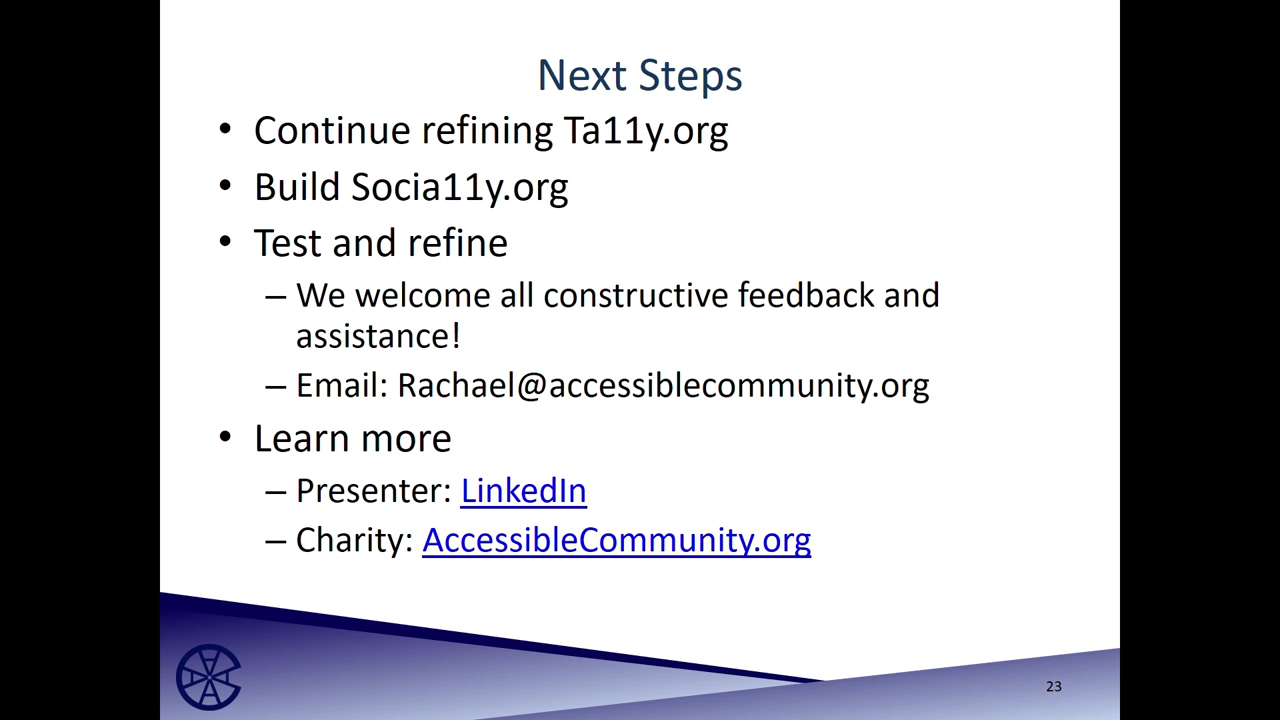 Next Steps
• Continue refining Ta11y.org
• Build Socia11y.org
• Test and refine
– We welcome all constructive feedback and
assistance!
– Email: Rachael@accessiblecommunity.org
• Learn more
– Presenter: LinkedIn
– Charity: AccessibleCommunity.org
23